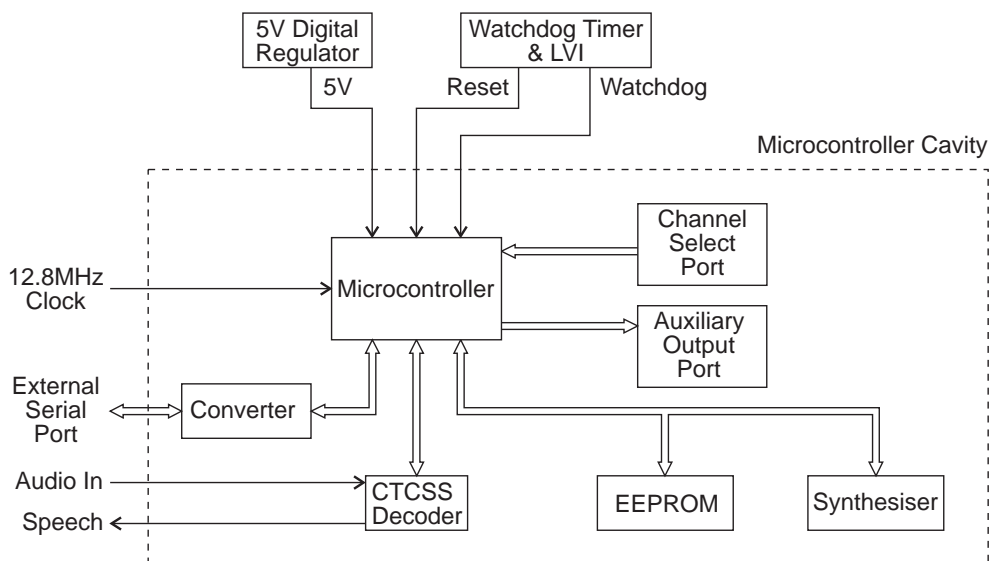 5V Digital
Regulator
Watchdog Timer
& LVI
5V
Reset
Watchdog
Microcontroller Cavity
Channel
Select
Port
12.8MHz
Clock
Microcontroller
Auxiliary
Output
Port
External
Serial
Port
Converter
Audio In
Speech
CTCSS
Decoder
EEPROM
Synthesiser